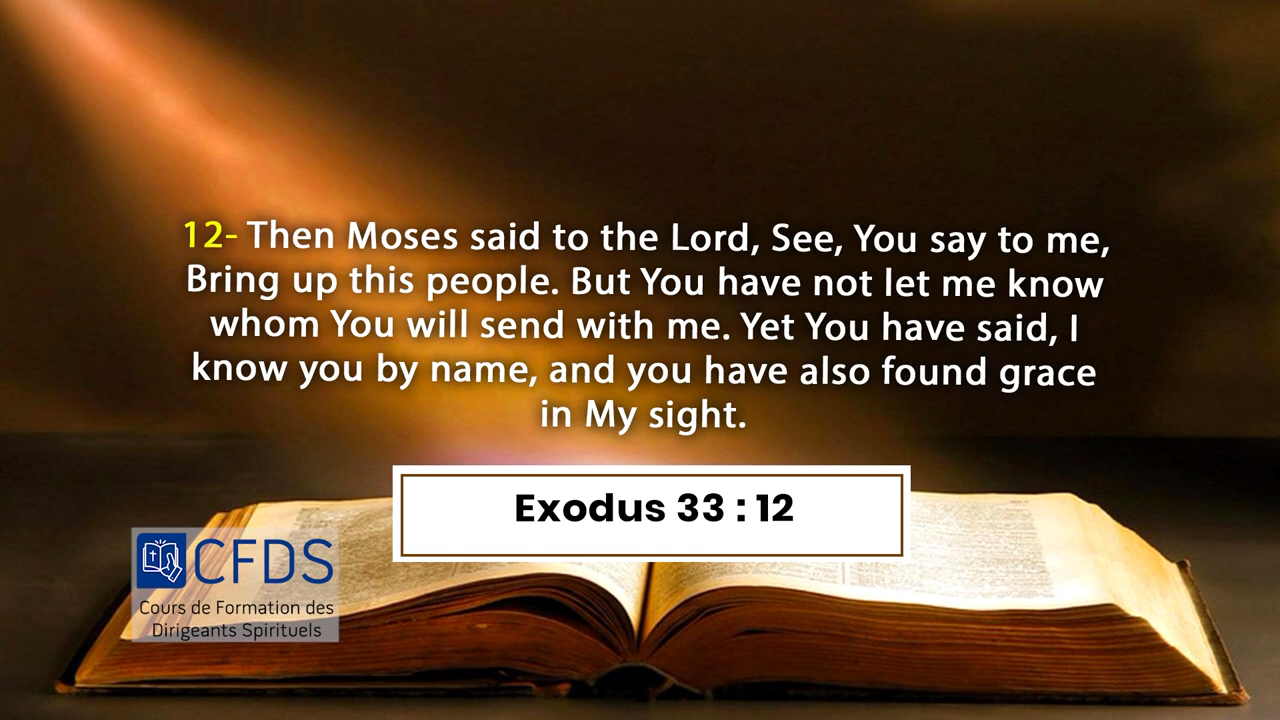 12- Then Moses said to the Lord, See, You say to me,
Bring up this people. But You have not let me know
whom You will send with me. Yet You have said, I
know you by name, and you have also found grace
in My sight.
Exodus 33 : 12
CFDS
Cours de Formation des
Dirigeants Spirituels